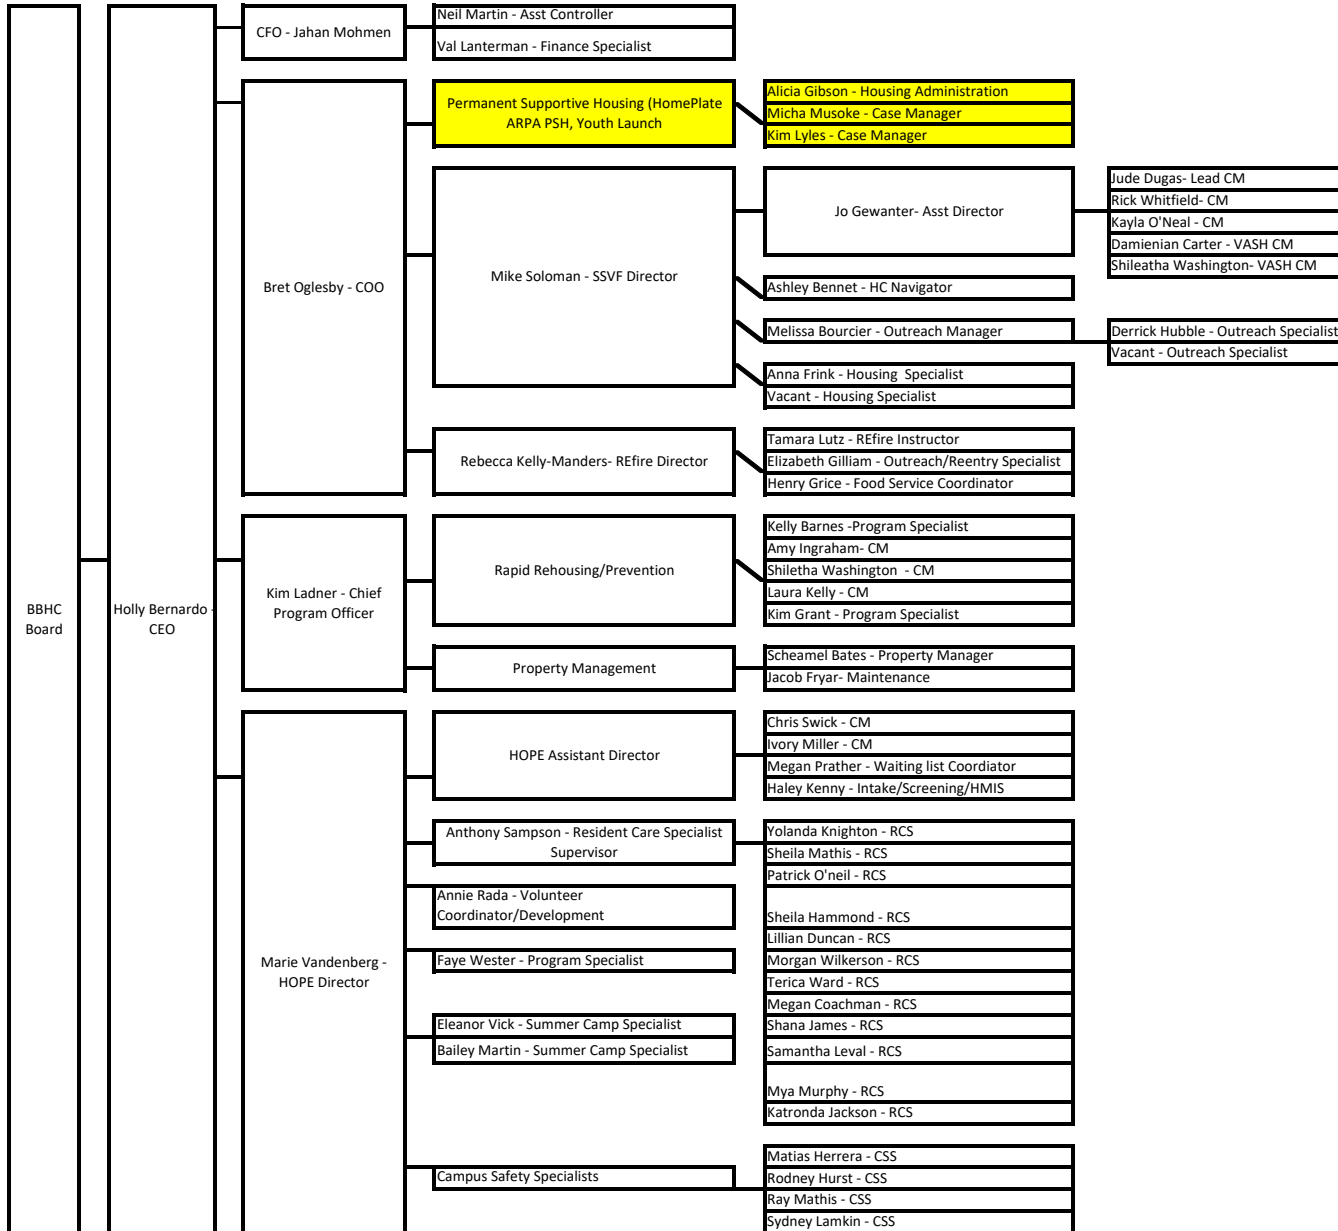 BBHC
Board
Holly Bernardo -
CEO
CFO - Jahan Mohmen
Neil Martin - Asst Controller
Val Lanterman - Finance Specialist
Bret Oglesby - COO
Permanent Supportive Housing (HomePlate
ARPA PSH, Youth Launch
Alicia Gibson - Housing Administration
Micha Musoke - Case Manager
Kim Lyles - Case Manager
Mike Soloman - SSVF Director
Jo Gewanter- Asst Director
Jude Dugas- Lead CM
Rick Whitfield- CM
Kayla O'Neal - CM
Damienian Carter - VASH CM
Shileatha Washington- VASH CM
Ashley Bennet - HC Navigator
Melissa Bourcier - Outreach Manager
Derrick Hubble - Outreach Specialist
Vacant - Outreach Specialist
Anna Frink - Housing  Specialist
Vacant - Housing Specialist
Rebecca Kelly-Manders- REfire Director
Tamara Lutz - REfire Instructor
Elizabeth Gilliam - Outreach/Reentry Specialist
Henry Grice - Food Service Coordinator
Kim Ladner - Chief
Program Officer
Rapid Rehousing/Prevention
Kelly Barnes -Program Specialist
Amy Ingraham- CM
Shiletha Washington  - CM
Laura Kelly - CM
Kim Grant - Program Specialist
Property Management
Scheamel Bates - Property Manager
Jacob Fryar- Maintenance
Marie Vandenberg -
HOPE Director
HOPE Assistant Director
Chris Swick - CM
Ivory Miller - CM
Megan Prather - Waiting list Coordiator
Haley Kenny - Intake/Screening/HMIS
Anthony Sampson - Resident Care Specialist
Supervisor
Yolanda Knighton - RCS
Sheila Mathis - RCS
Patrick O'neil - RCS
Sheila Hammond - RCS
Lillian Duncan - RCS
Morgan Wilkerson - RCS
Terica Ward - RCS
Megan Coachman - RCS
Shana James - RCS
Samantha Leval - RCS
Mya Murphy - RCS
Katronda Jackson - RCS
Annie Rada - Volunteer
Coordinator/Development
Faye Wester - Program Specialist
Eleanor Vick - Summer Camp Specialist
Bailey Martin - Summer Camp Specialist
Campus Safety Specialists
Matias Herrera - CSS
Rodney Hurst - CSS
Ray Mathis - CSS
Sydney Lamkin - CSS